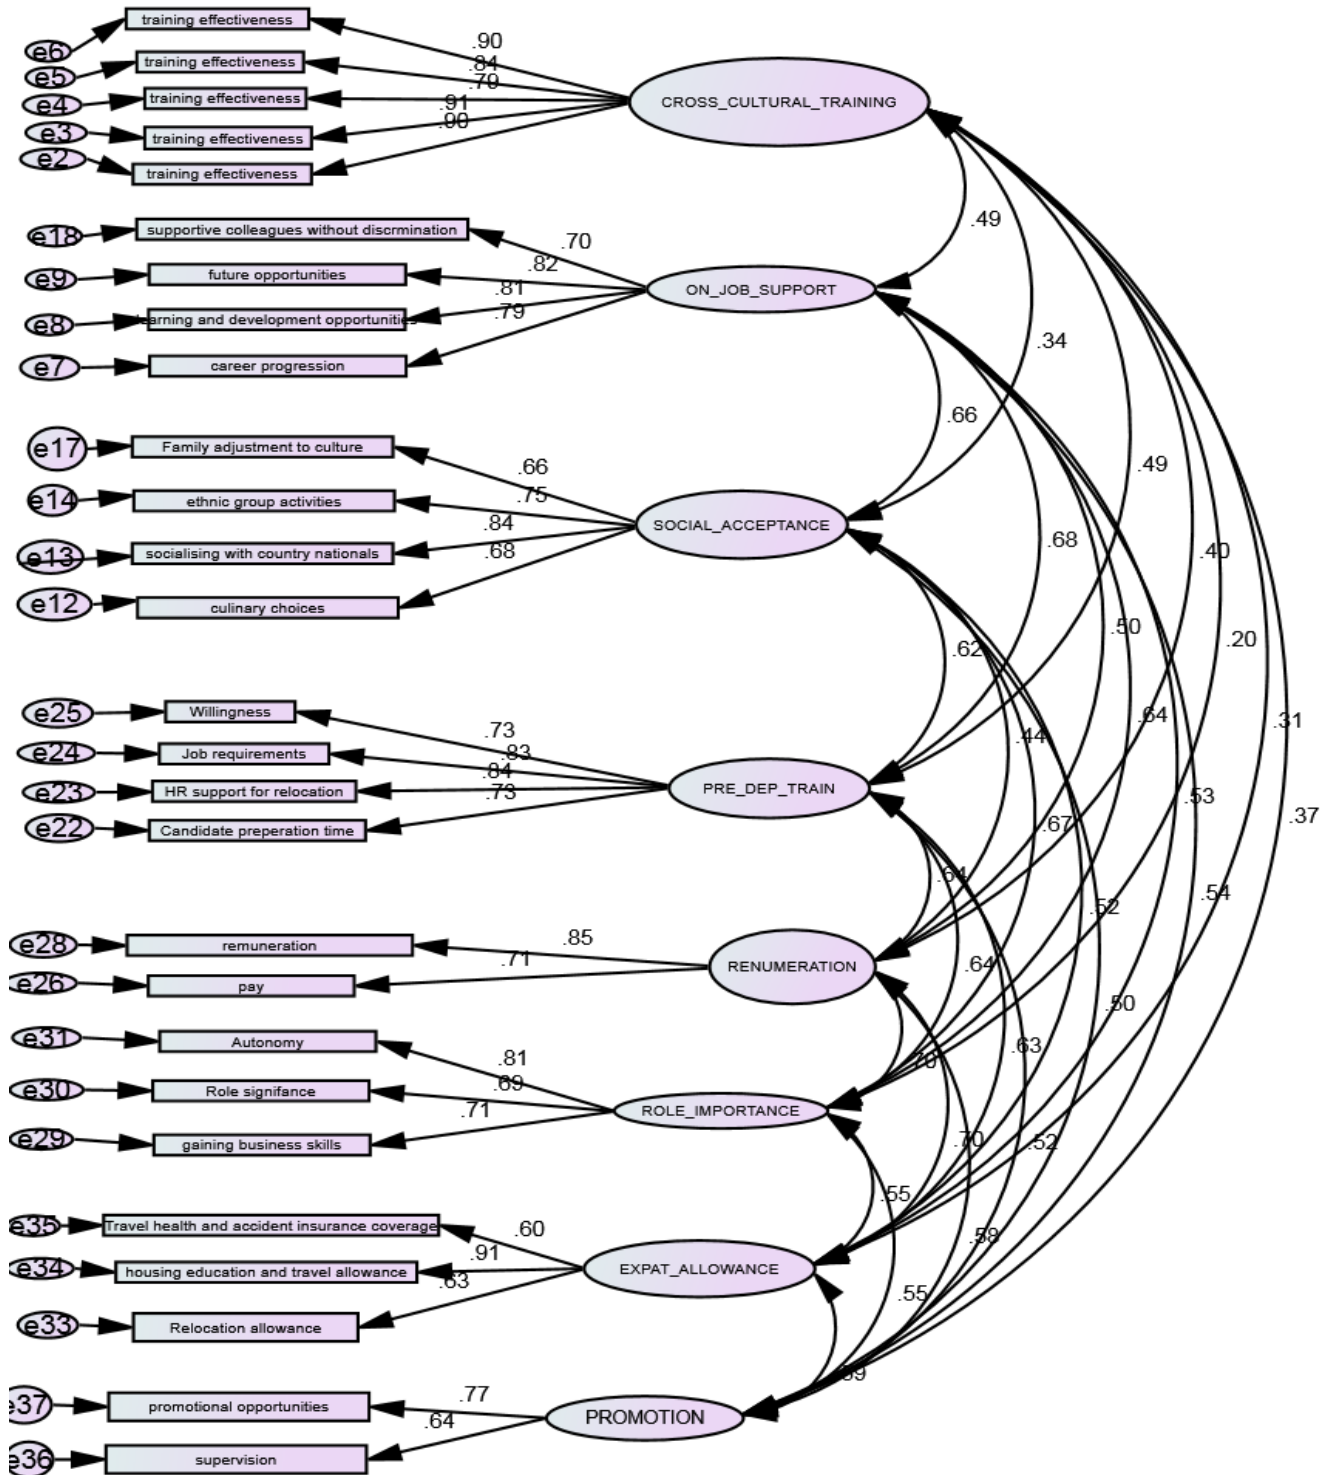 training effectiveness
e6
.90
training effectiveness
e5
.84
CROSS_CULTURAL_TRAINING
training effectiveness
e4
.79
training effectiveness
e3
.91
training effectiveness
e2
.90
supportive colleagues without discrmination
e18
.70
.49
future opportunities
e9
.82
ON_JOB_SUPPORT
learning and development opportunities
e8
.81
.79
.34
career progression
e7
.66
Family adjustment to culture
e17
.66
.49
ethnic group activities
e14
.75
SOCIAL_ACCEPTANCE
socialising with country nationals
e13
.84
.68
.68
.40
culinary choices
e12
.50
.62
.20
Willingness
e25
.73
.64
.44
.31
Job requirements
e24
.83
HR support for relocation
e23
.84
PRE_DEP_TRAIN
.53
Candidate preperation time
e22
.73
.67
.37
.64
.54
.52
remuneration
e28
.85
RENUMERATION
.64
pay
e26
.71
.50
Autonomy
e31
.81
.70
.63
Role signifance
e30
.69
ROLE_IMPORTANCE
gaining business skills
e29
.71
.70
.52
.55
Travel health and accident insurance coverage
e35
.60
.58
housing education and travel allowance
e34
.91
EXPAT_ALLOWANCE
.63
.55
Relocation allowance
e33
promotional opportunities
e37
.77
PROMOTION
.64
supervision
e36